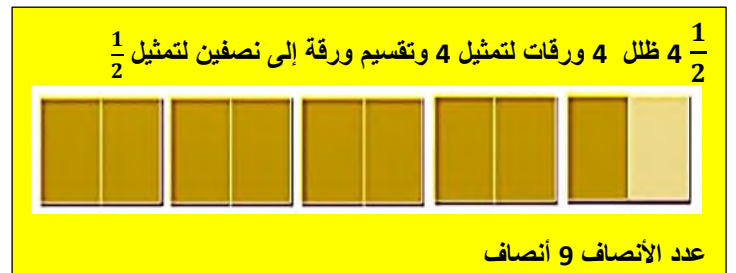 4 1/2 ظلل 4 ورقات لتمثيل 4 وتقسيم ورقة إلى نصفين لتمثيل 1/2
عدد الأنصاف 9 أنصاف